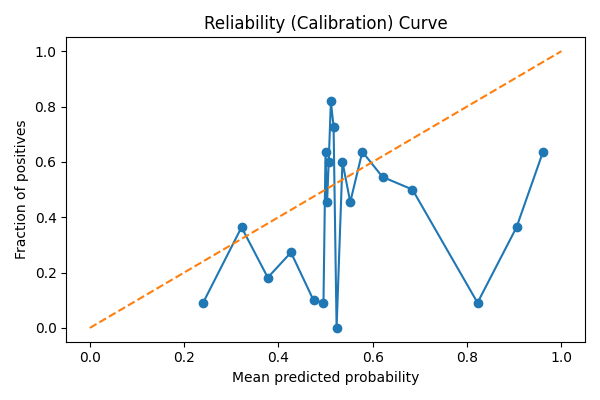 Reliability (Calibration) Curve
Fraction of positives
1.0
0.8
0.6
0.4
0.2
0.0
0.0 0.2 0.4 0.6 0.8 1.0
Mean predicted probability